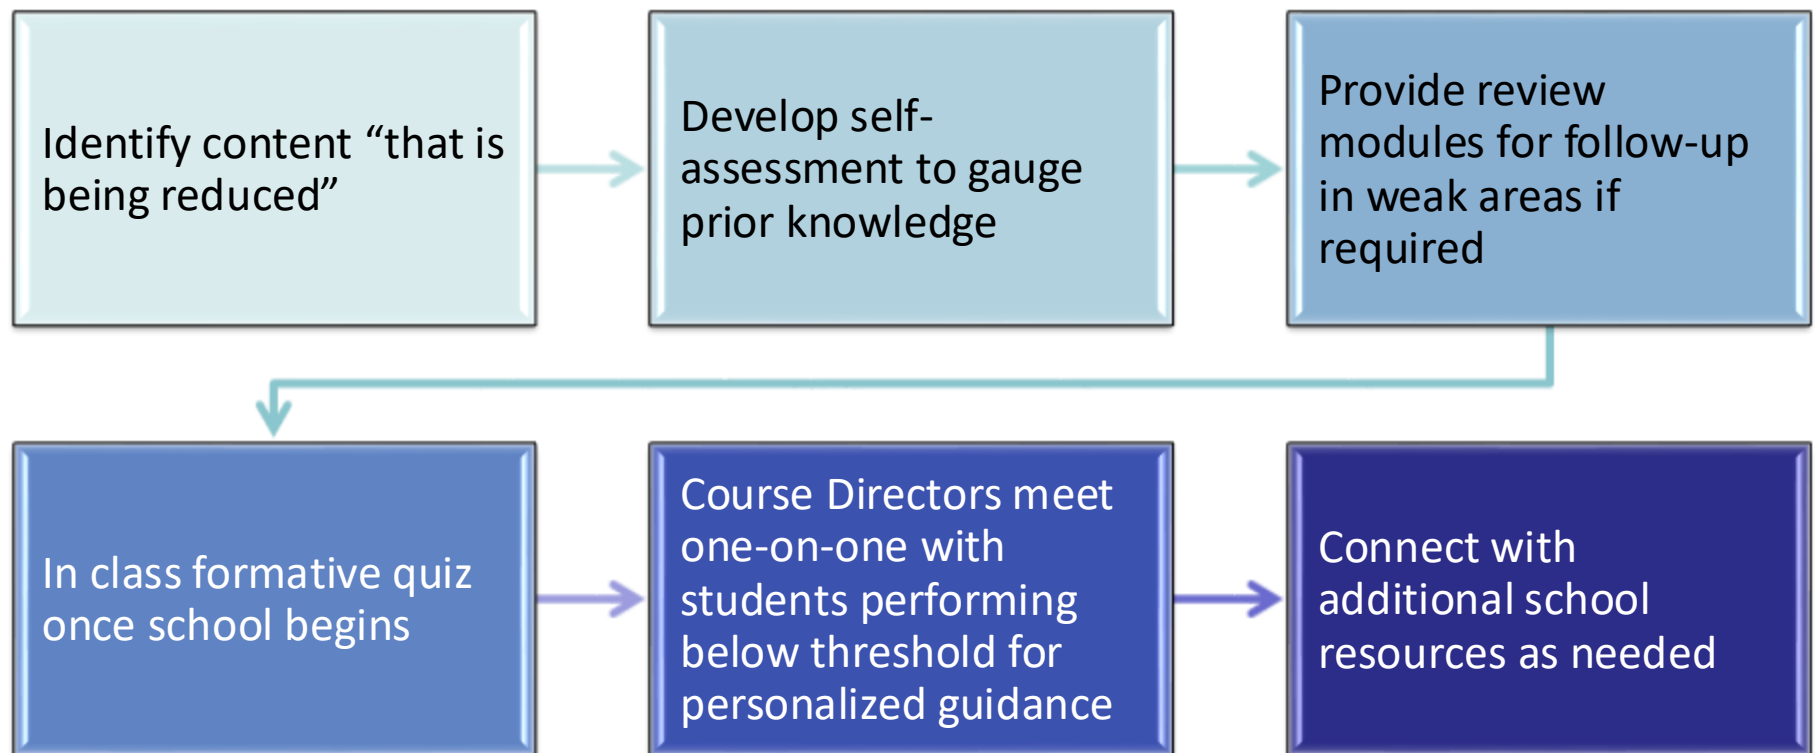 Identify content “that is
being reduced”
Develop self-
assessment to gauge
prior knowledge
Provide review
modules for follow-up
in weak areas if
required
In class formative quiz
once school begins
Course Directors meet
one-on-one with
students performing
below threshold for
personalized guidance
Connect with
additional school
resources as needed